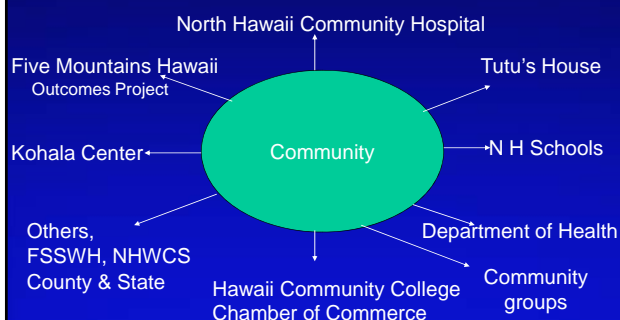 North Hawaii Community Hospital
Five Mountains Hawaii
Outcomes Project
Tutu's House
Kohala Center
Community
N H Schools
Others,
FSSWH, NHWCS
County & State
Department of Health
Hawaii Community College
Chamber of Commerce
Community
groups